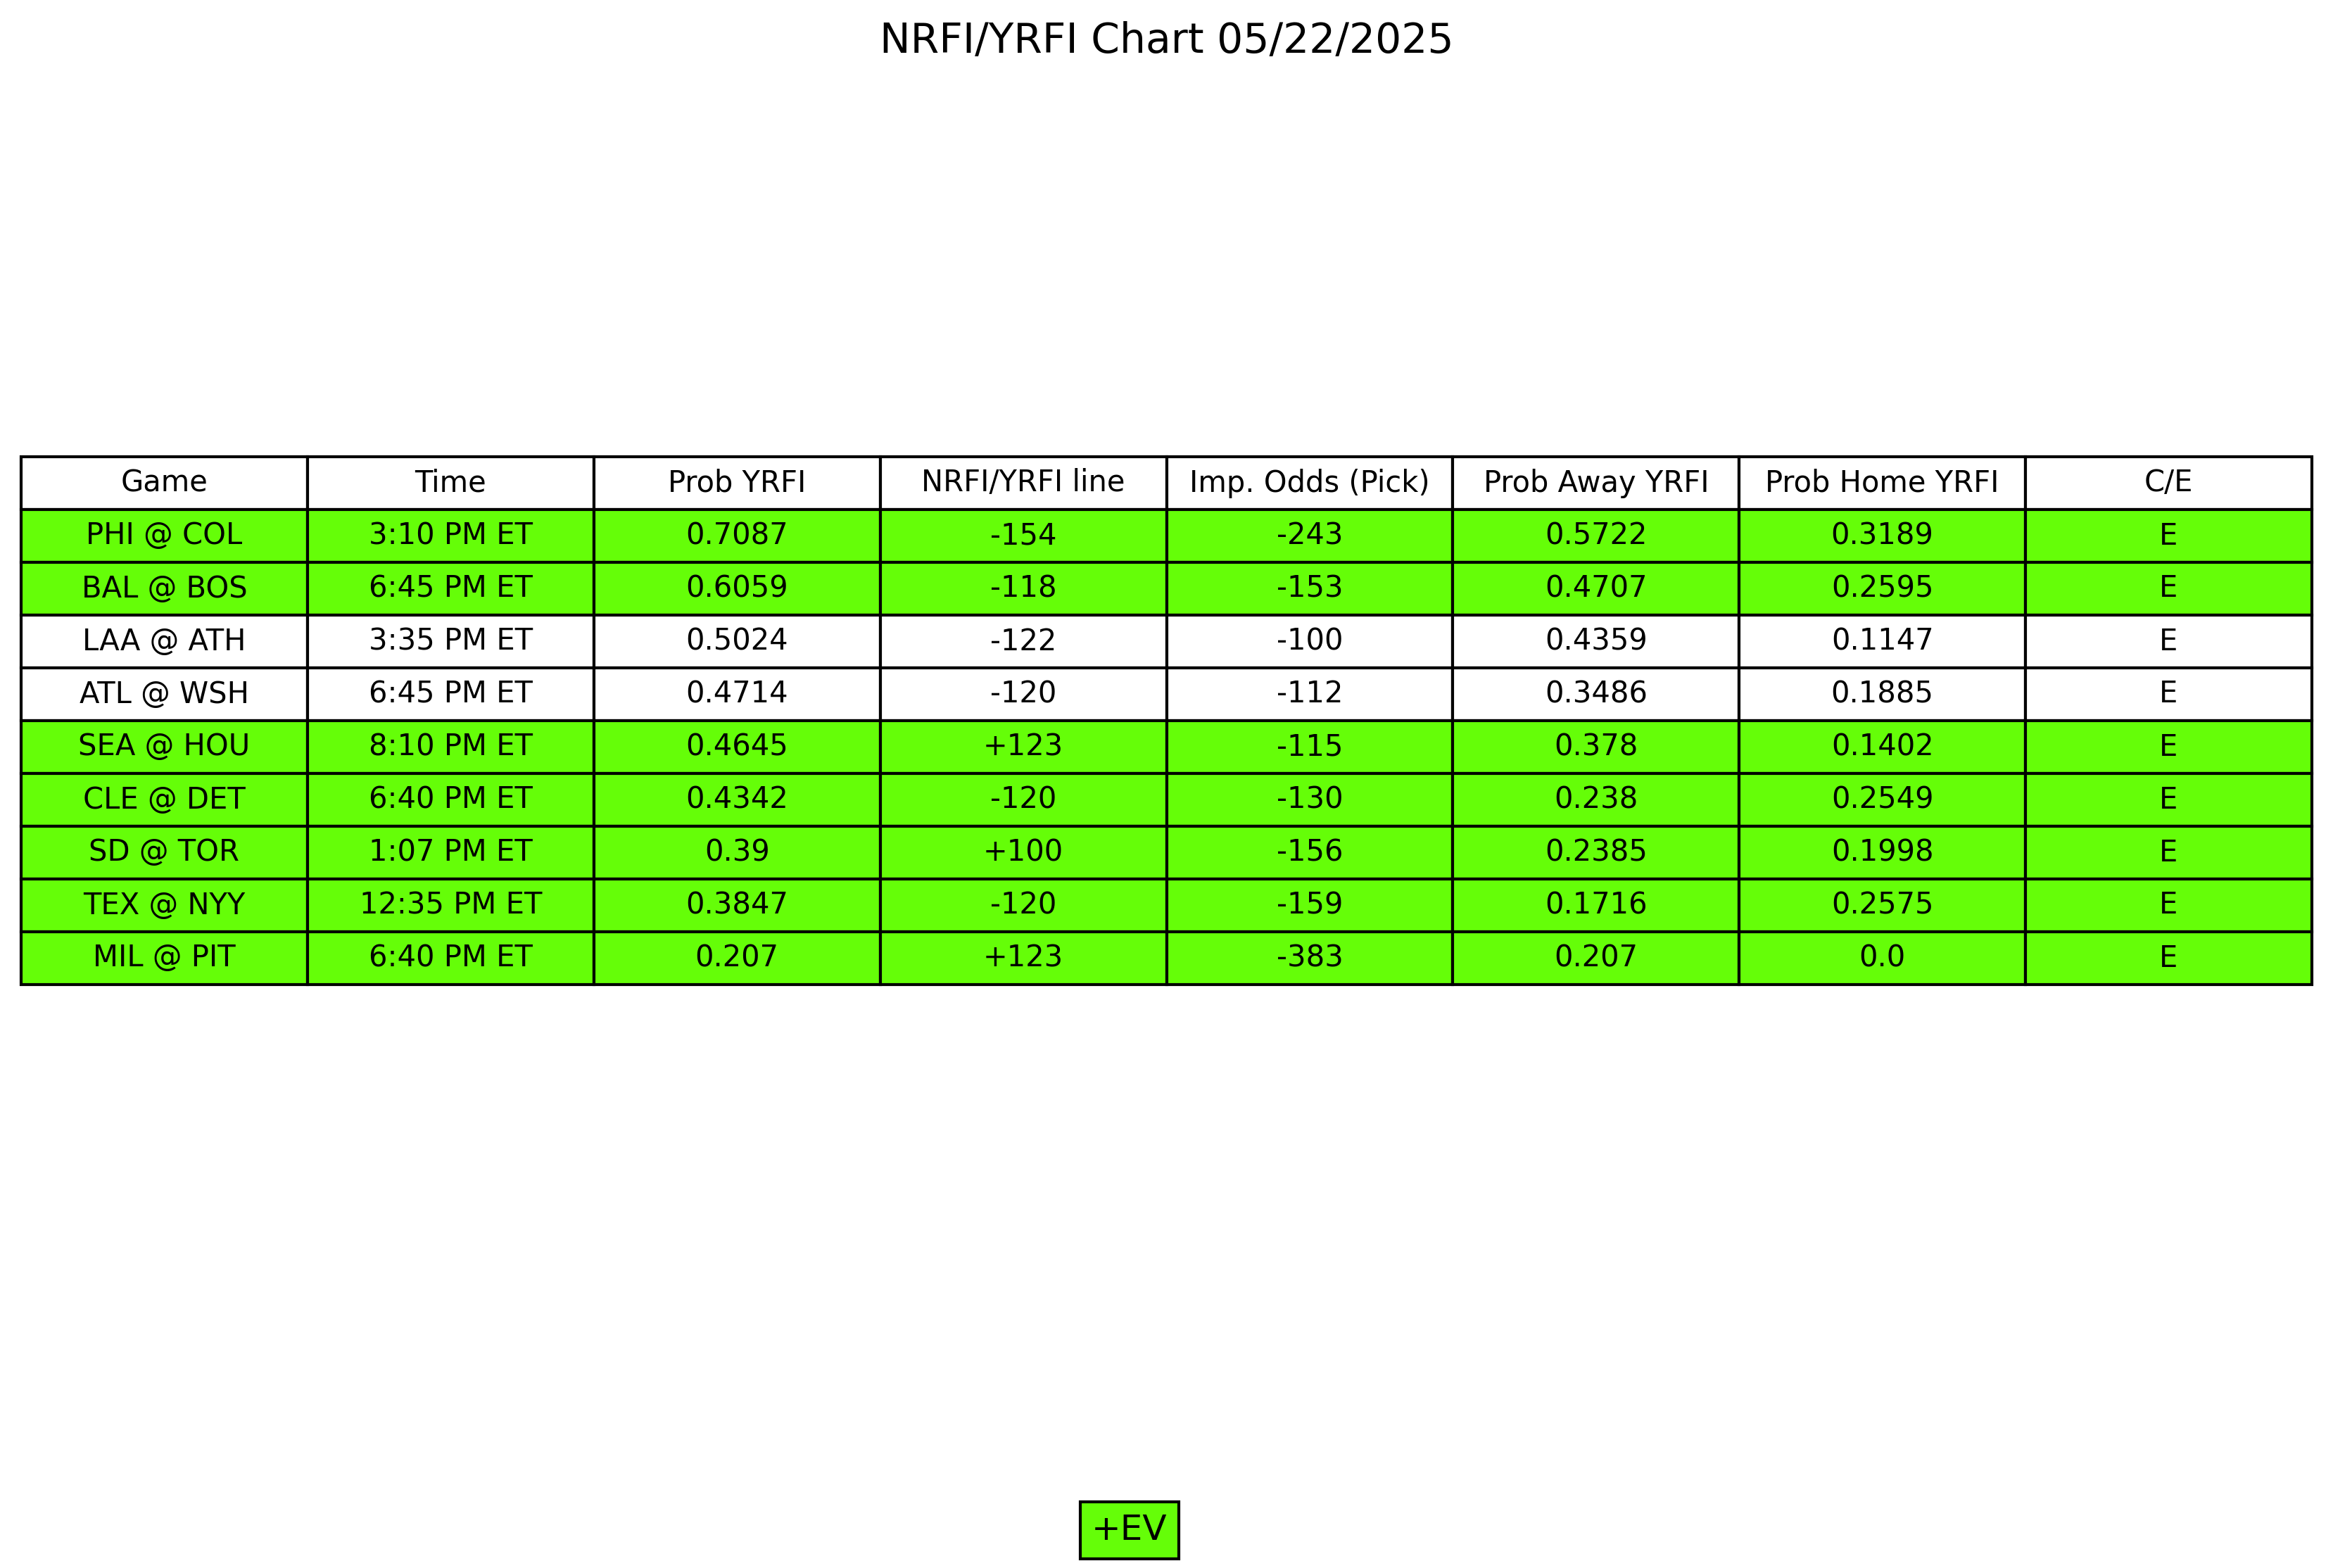 NRFI/YRFI Chart 05/22/2025
Game Time Prob YRFI NRFI/YRFI line Imp. Odds (Pick) Prob Away YRFI Prob Home YRFI C/E
PHI @ COL 3:10 PM ET 0.7087 -154 -243 0.5722 0.3189 E
BAL @ BOS 6:45 PM ET 0.6059 -118 -153 0.4707 0.2595 E
LAA @ ATH 3:35 PM ET 0.5024 -122 -100 0.4359 0.1147 E
ATL @ WSH 6:45 PM ET 0.4714 -120 -112 0.3486 0.1885 E
SEA @ HOU 8:10 PM ET 0.4645 +123 -115 0.378 0.1402 E
CLE @ DET 6:40 PM ET 0.4342 -120 -130 0.238 0.2549 E
SD @ TOR 1:07 PM ET 0.39 +100 -156 0.2385 0.1998 E
TEX @ NYY 12:35 PM ET 0.3847 -120 -159 0.1716 0.2575 E
MIL @ PIT 6:40 PM ET 0.207 +123 -383 0.207 0.0 E
+EV